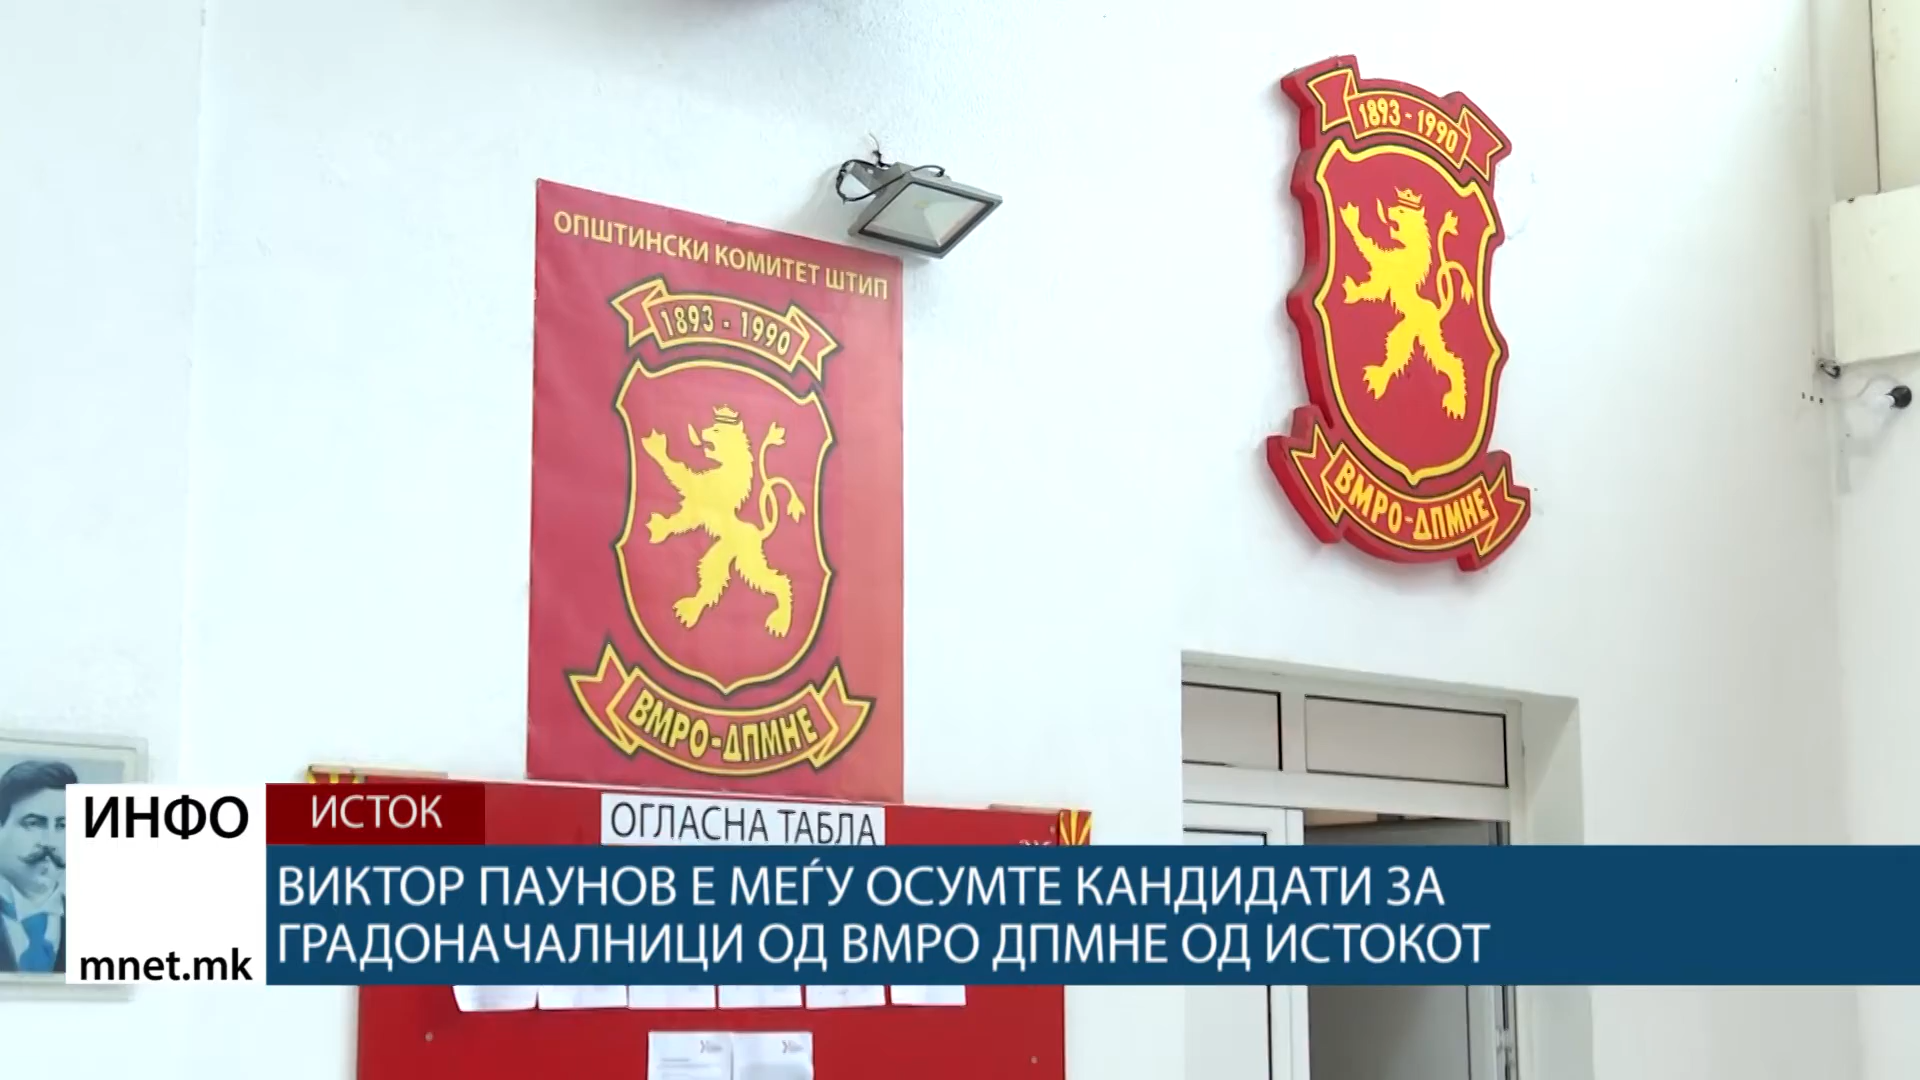 1893 - 1990
ВМРО-ДПМНЕ
ОПШТИНСКИ КОМИТЕТ ШТИП
1893 - 1990
ВМРО-ДПМНЕ
ОГЛАСНА ТАБЛА
ИНФО
ИСТОК
ВИКТОР ПАУНОВ Е МЕЃУ ОСУМТЕ КАНДИДАТИ ЗА
ГРАДОНАЧАЛНИЦИ ОД ВМРО ДПМНЕ ОД ИСТОКОТ
mnet.mk